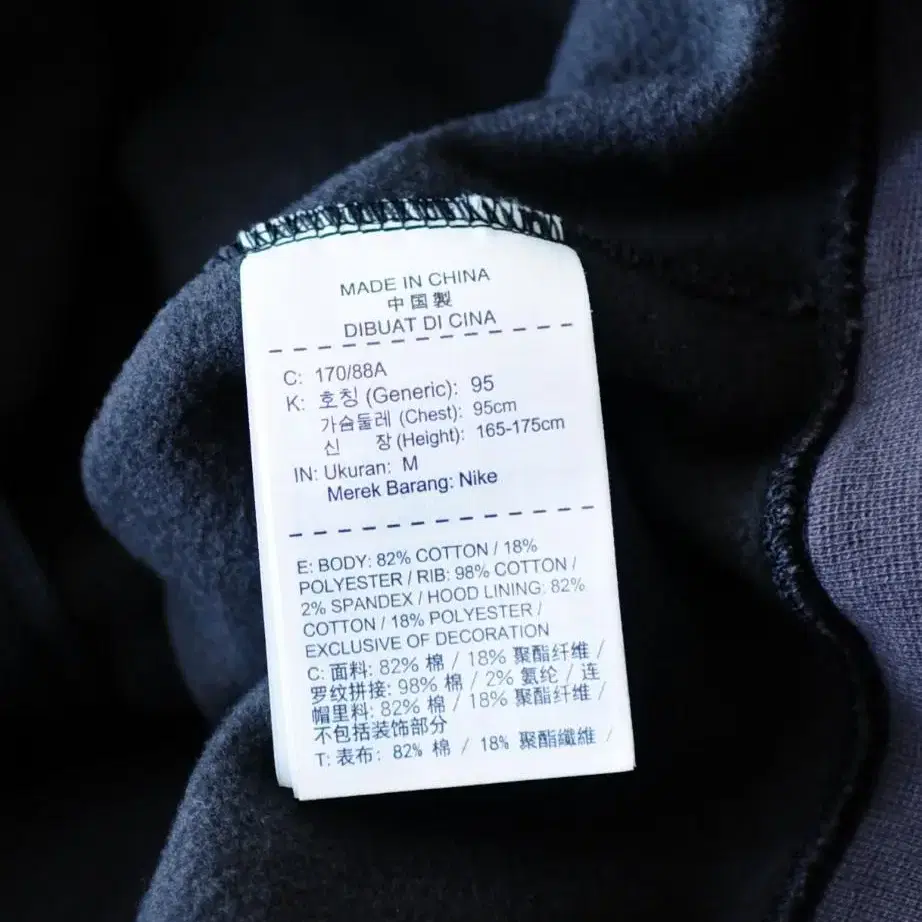 MADE IN CHINA
中国製
DIBUAT DI CINA
C: 170/88A
K: 호칭 (Generic): 95
가슴둘레 (Chest): 95cm
신 장 (Height): 165-175cm
IN: Ukuran: M
Merek Barang: Nike
E: BODY: 82% COTTON / 18%
POLYESTER / RIB: 98% COTTON /
2% SPANDEX / HOOD LINING: 82%
COTTON / 18% POLYESTER /
EXCLUSIVE OF DECORATION
C: 面料: 82% 棉 / 18% 聚酯纤维 /
罗纹拼接: 98% 棉 / 2% 氨纶 / 连
帽里料: 82% 棉 / 18% 聚酯纤维 /
不包括装饰部分
T: 表布: 82% 棉 / 18% 聚酯纖維 /